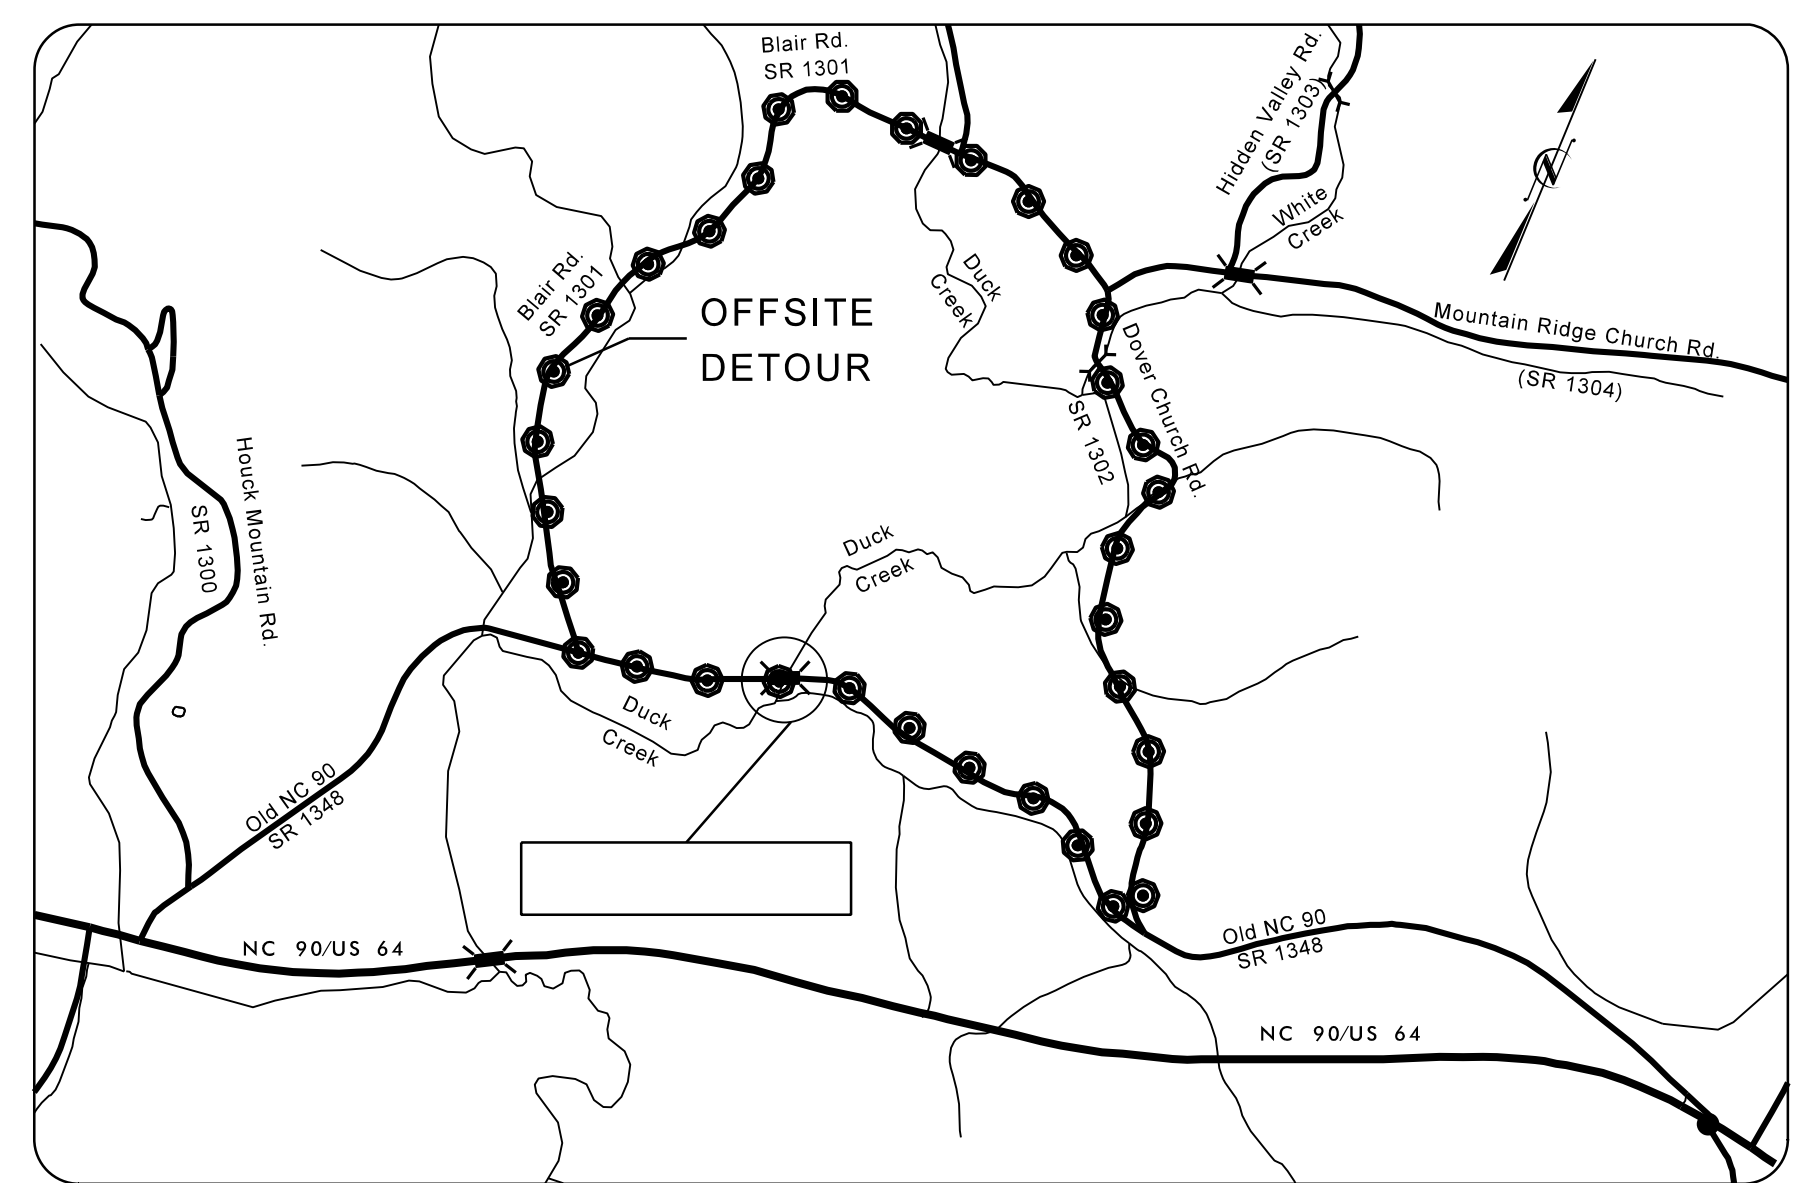 Blair Rd.
SR 1301
Hidden Valley Rd.
(SR 1303)
N
White
Creek
Duck
Creek
Blair Rd.
SR 1301
OFFSITE
DETOUR
Mountain Ridge Church Rd.
(SR 1304)
Dover Church Rd.
SR 1302
Houck Mountain Rd.
SR 1300
Duck
Creek
Duck
Creek
Old NC 90
SR 1348
NC 90/US 64
Old NC 90
SR 1348
NC 90/US 64